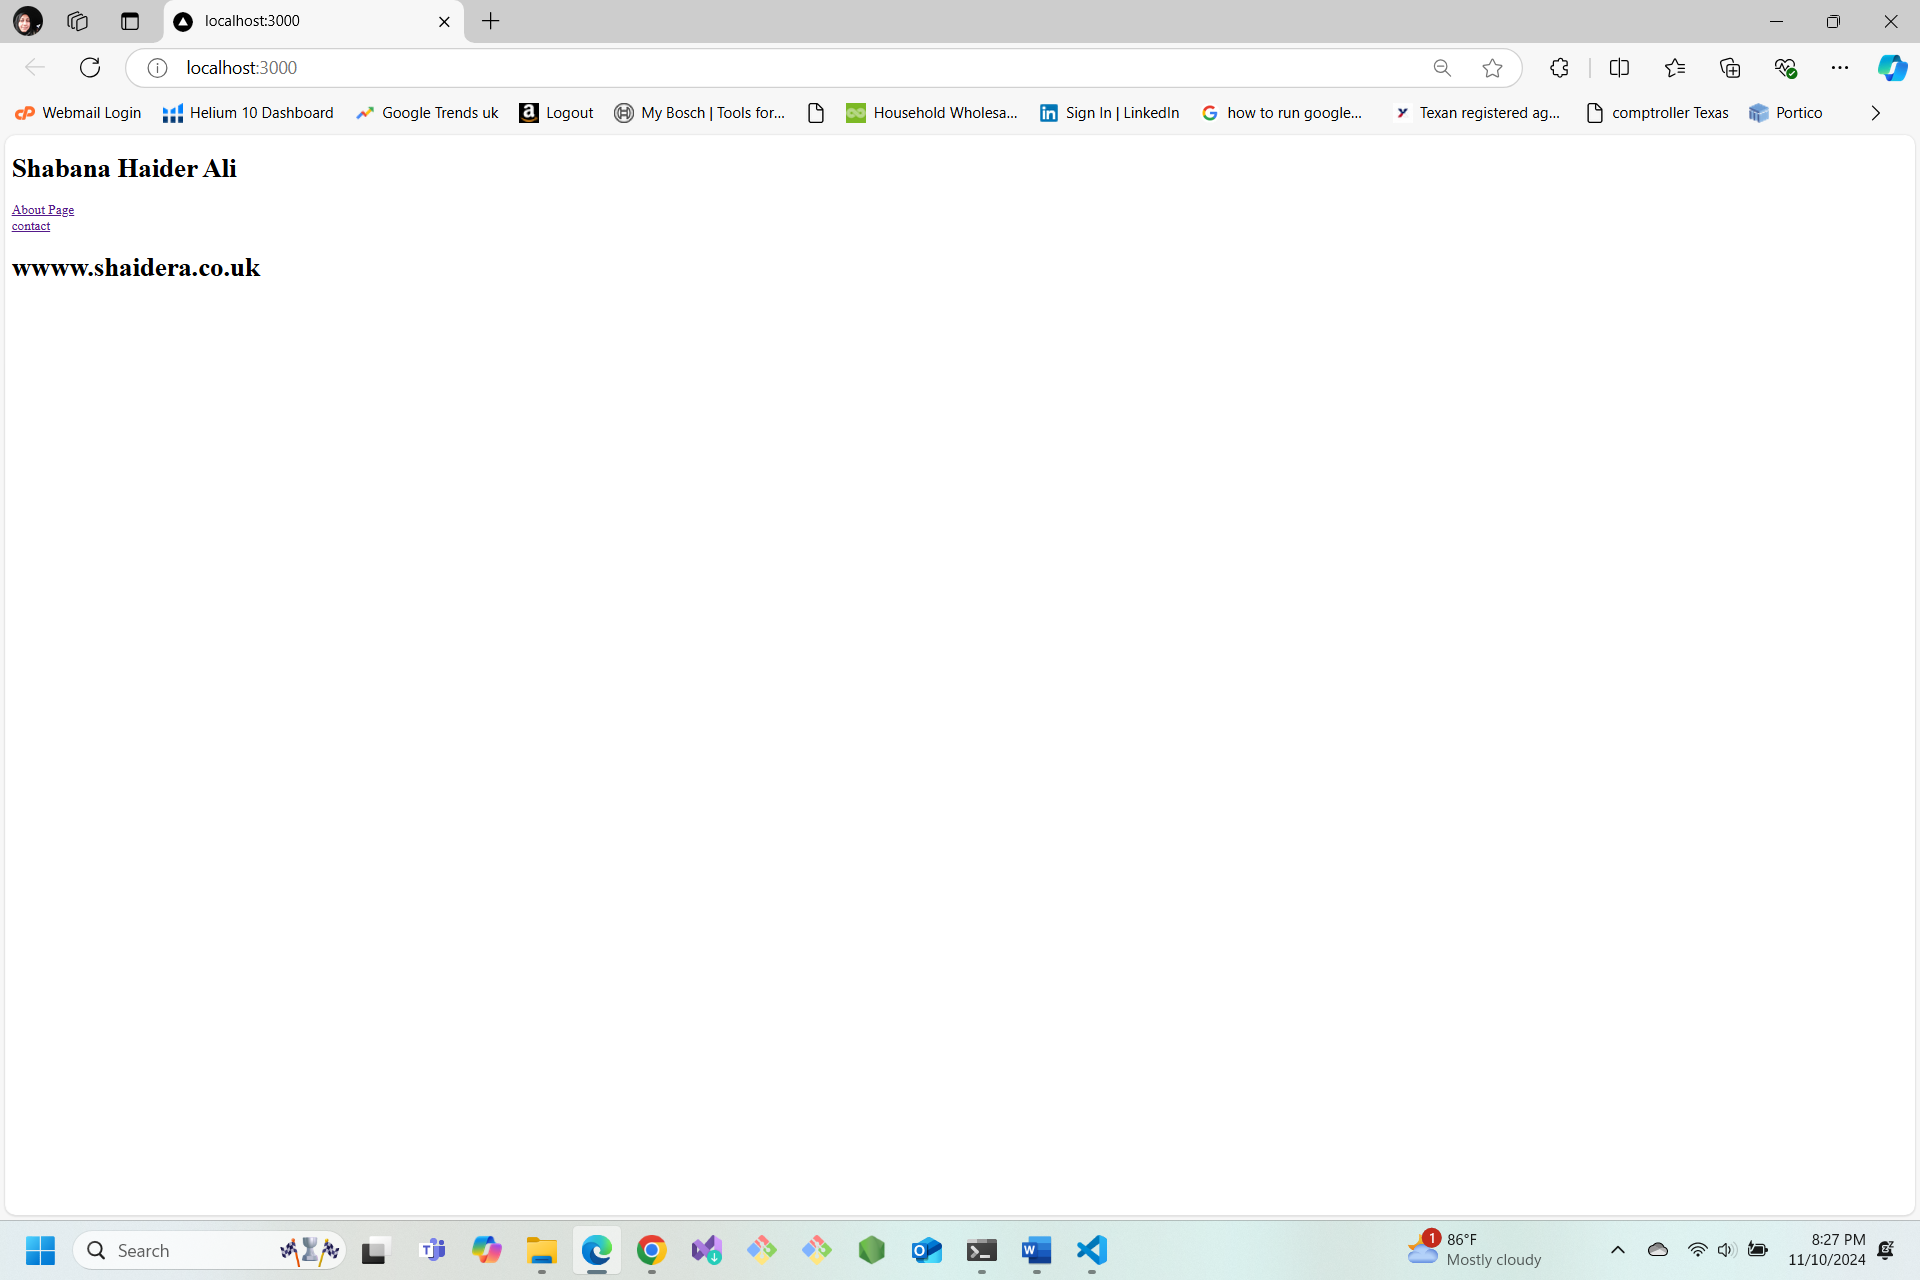 localhost:3000
localhost:3000
Webmail Login Helium 10 Dashboard Google Trends uk Logout My Bosch | Tools for... Household Wholesa... Sign In | LinkedIn how to run google... Texan registered ag... comptroller Texas Portico
Shabana Haider Ali
About Page
contact
wwww.shaidera.co.uk
Search
1
86°F
Mostly cloudy
8:27 PM
11/10/2024